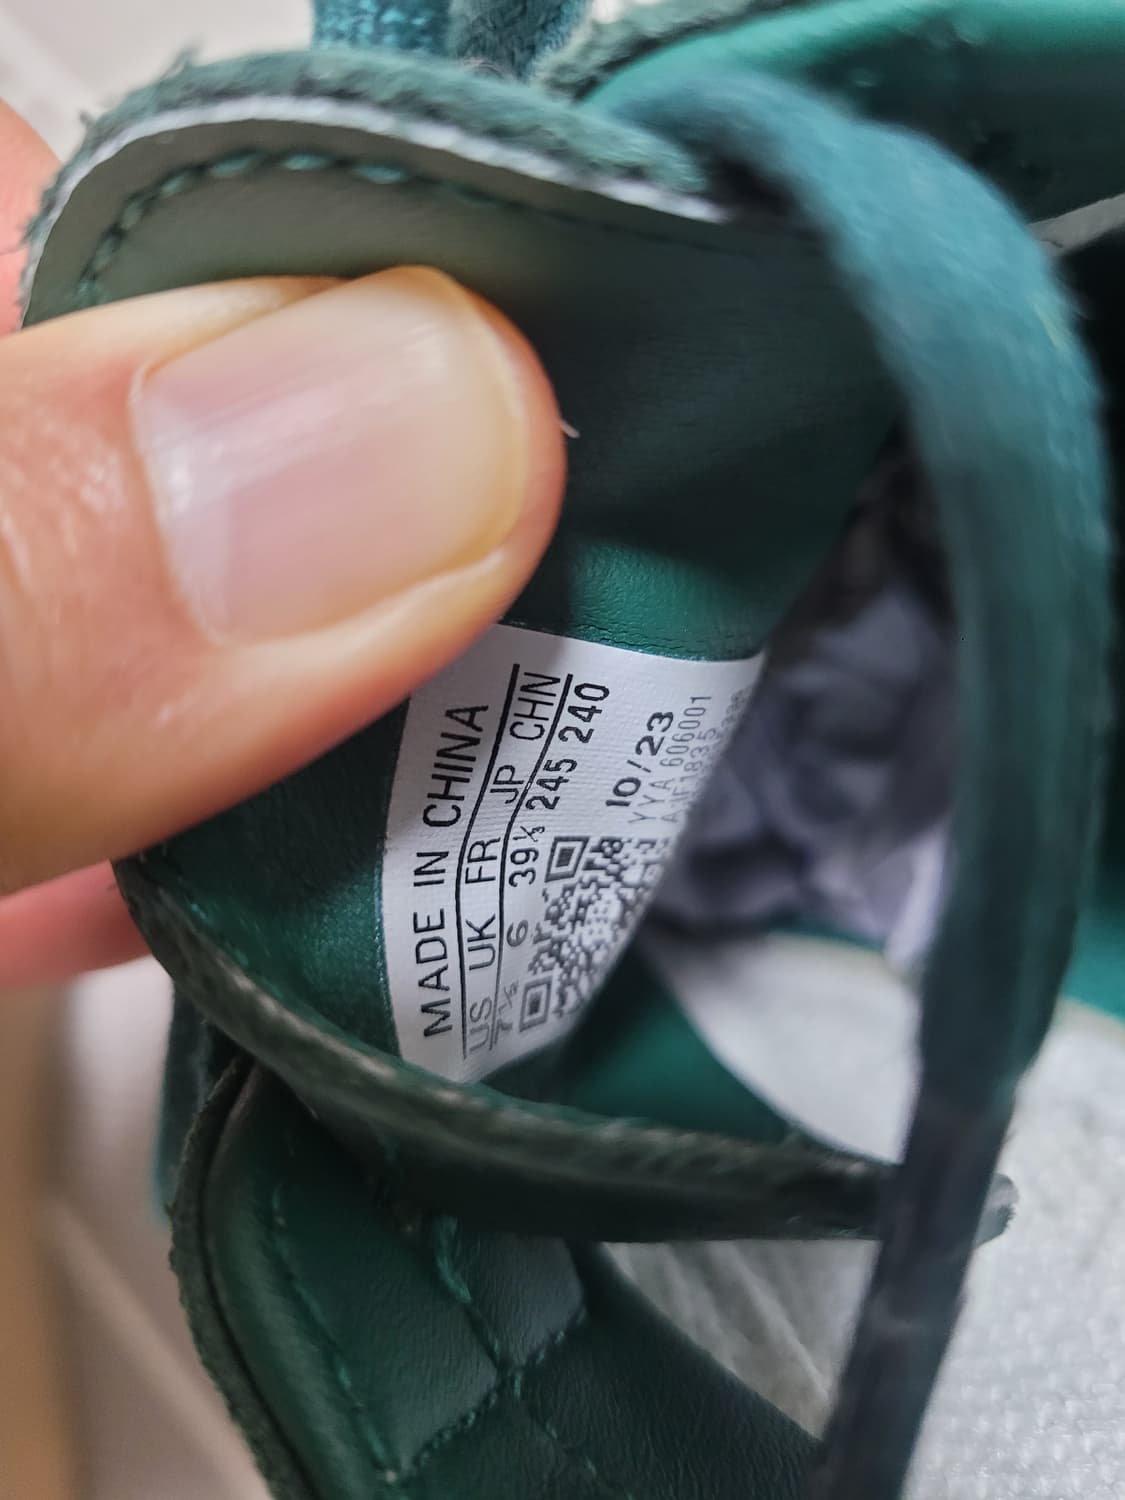 MADE IN CHINA
US UK FR JP CHN
7½ 6 39⅓ 245 240
10/23
YYA 606001